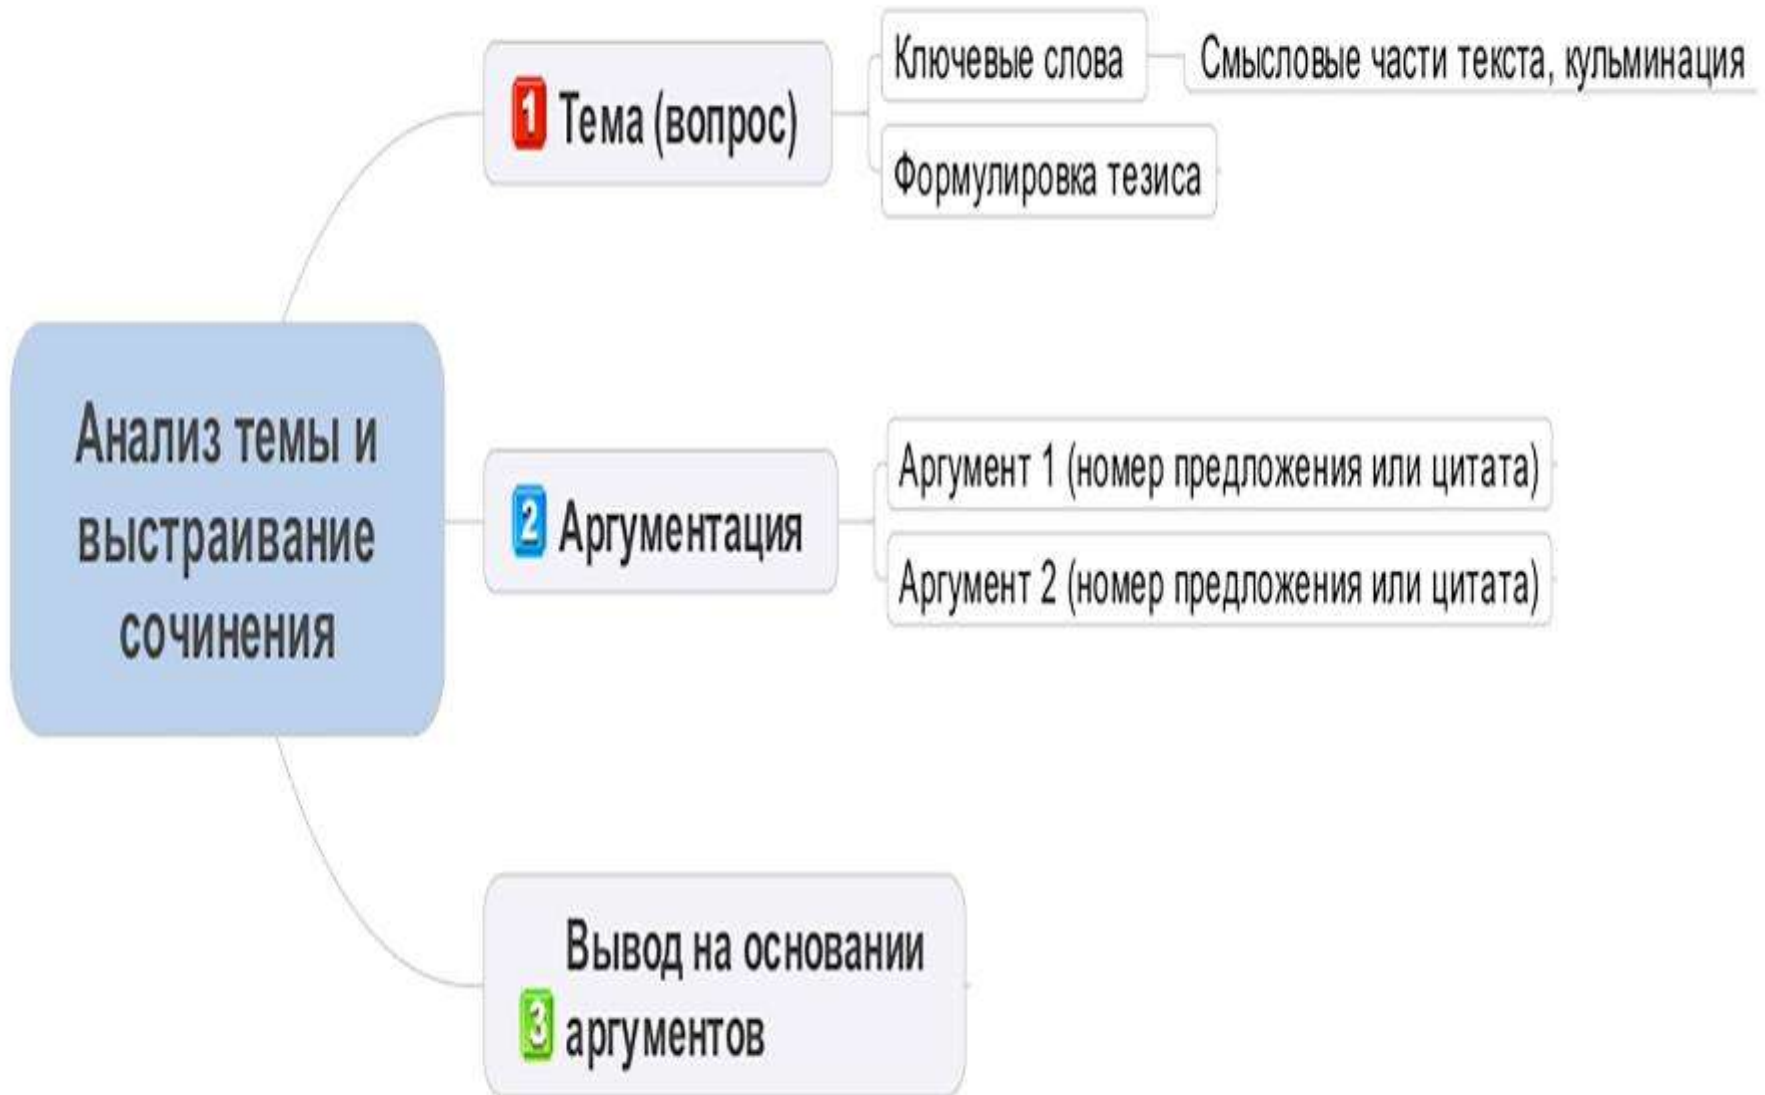 Анализ темы и
выстраивание
сочинения
1 Тема (вопрос)
Ключевые слова
Смысловые части текста, кульминация
Формулировка тезиса
2 Аргументация
Аргумент 1 (номер предложения или цитата)
Аргумент 2 (номер предложения или цитата)
Вывод на основании
3 аргументов